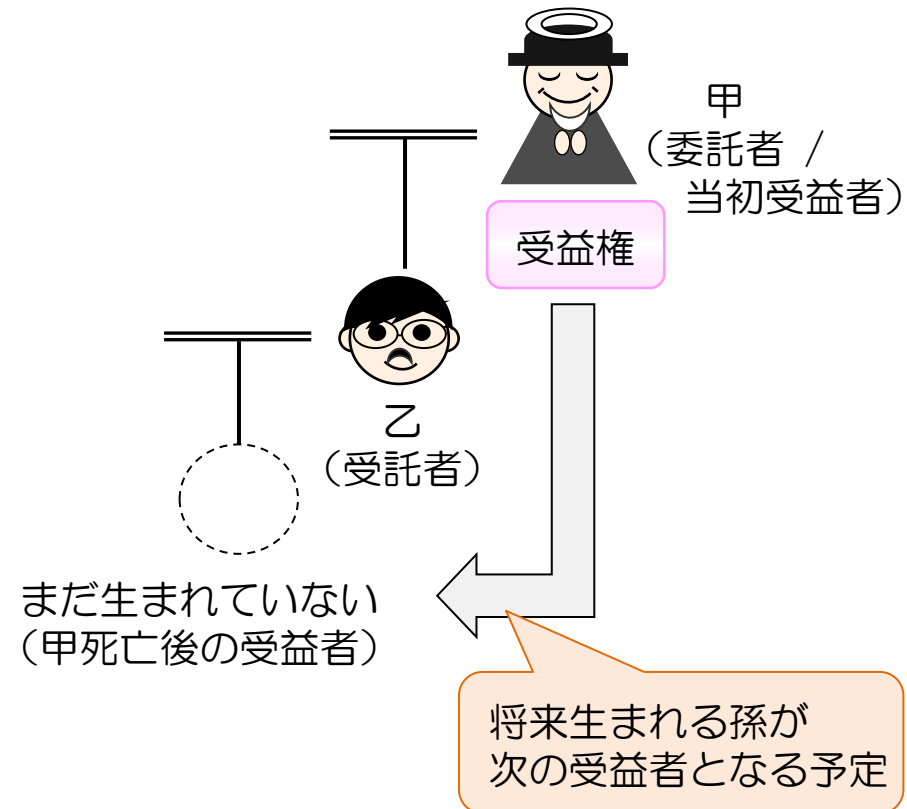 甲
（委託者 /
当初受益者）
受益権
乙
（受託者）
まだ生まれていない
（甲死亡後の受益者）
将来生まれる孫が
次の受益者となる予定